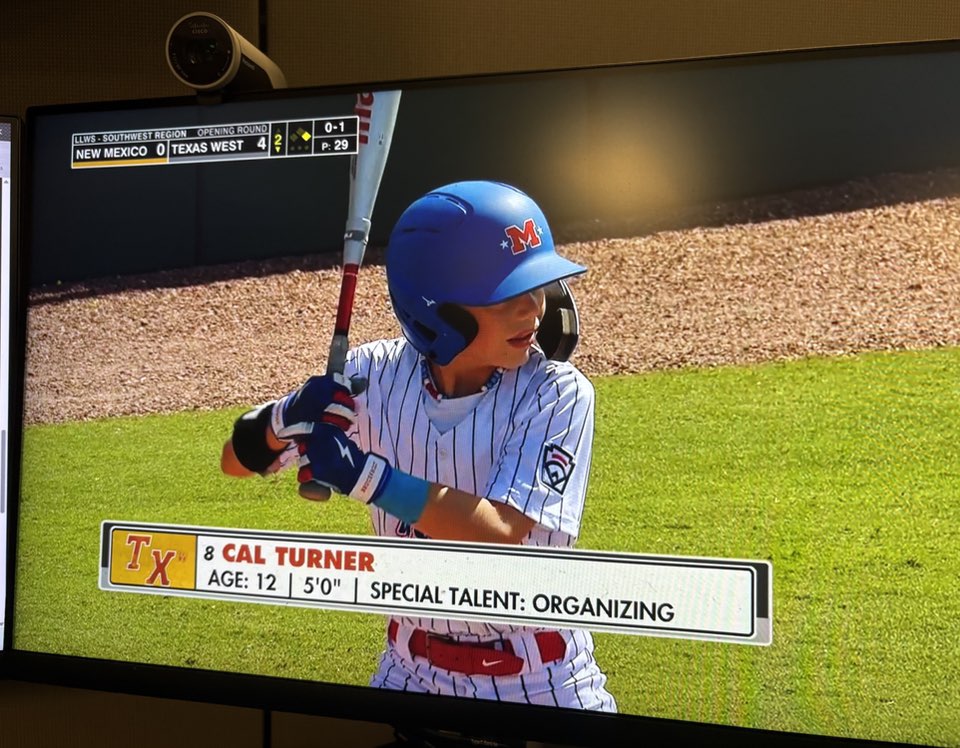 cisco
LLWS - SOUTHWEST REGION OPENING ROUND
NEW MEXICO 0 TEXAS WEST 4 2 0-1
P: 29
M
TX
8 CAL TURNER
AGE: 12 | 5'0" | SPECIAL TALENT: ORGANIZING